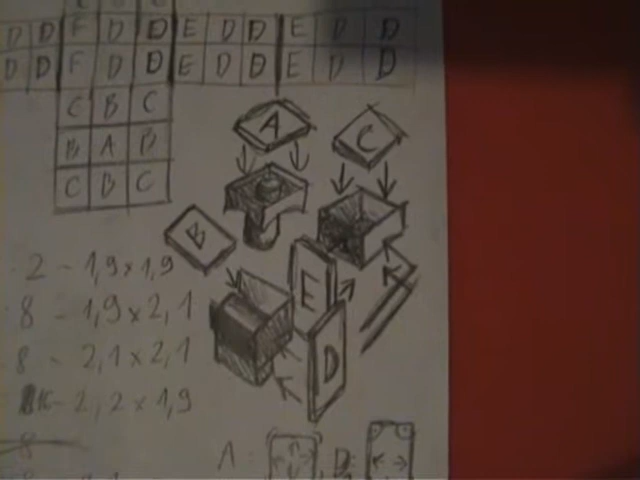 D D F D D E D D E D D
D D F D D E D D E D D
C B C
B A B
C B C
A
C
B
E
D
2 - 1,9 x 1,9
8 - 1,9 x 2,1
8 - 2,1 x 2,1
- 2,2 x 1,9
8
A: